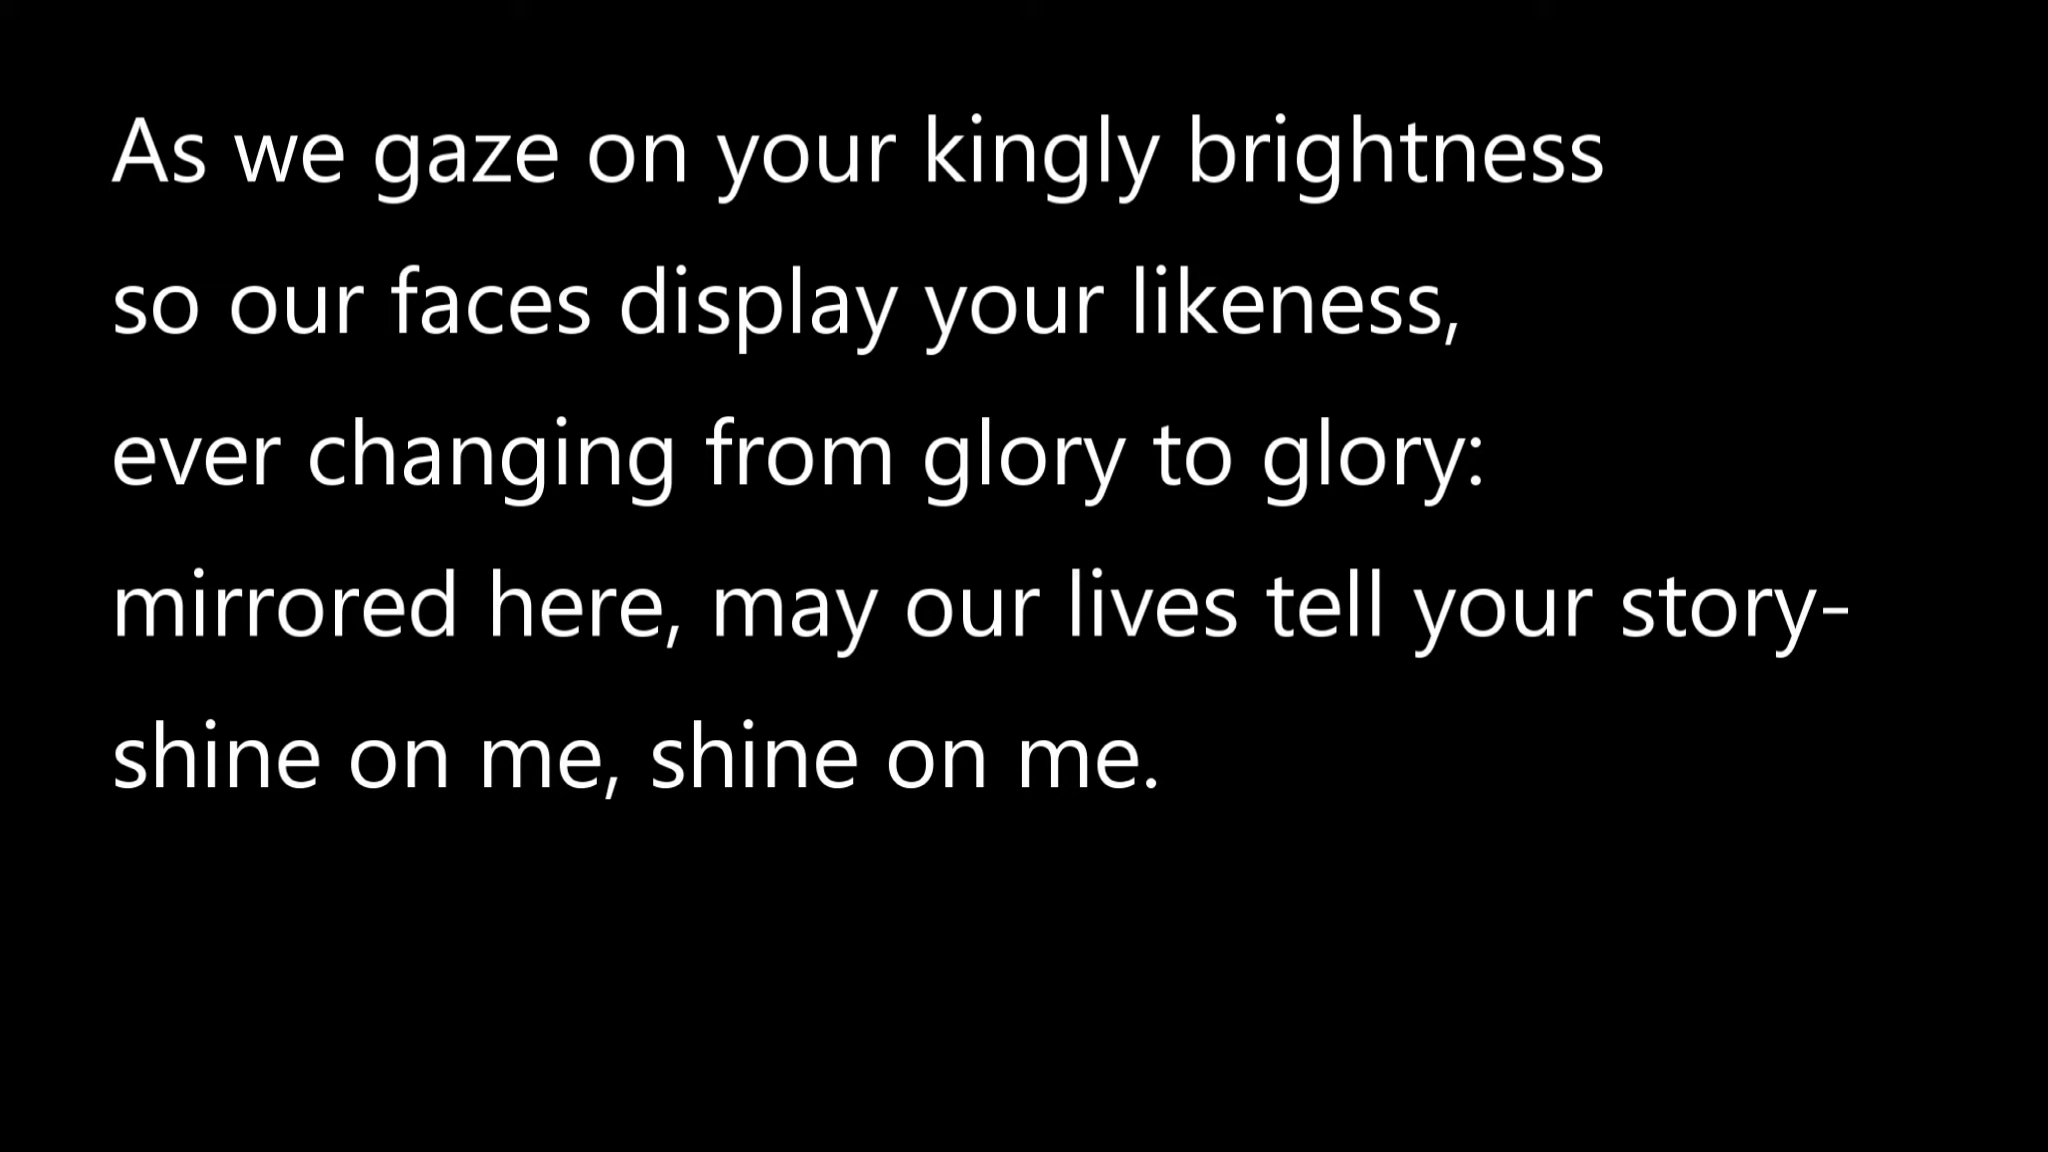 As we gaze on your kingly brightness
so our faces display your likeness,
ever changing from glory to glory:
mirrored here, may our lives tell your story-
shine on me, shine on me.